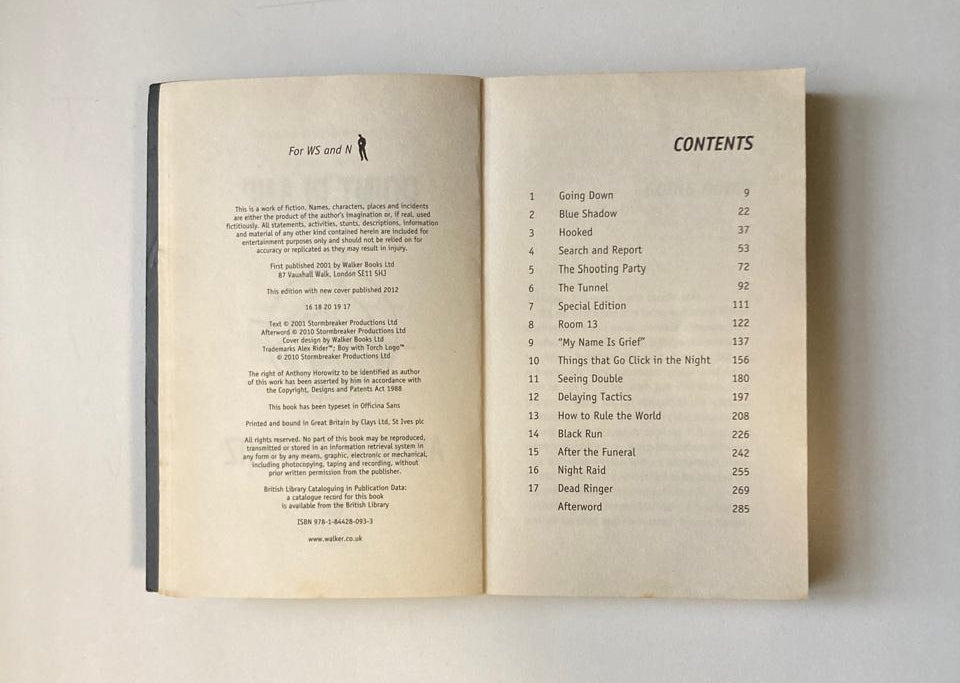 For WS and N
This is a work of fiction. Names, characters, places and incidents
are either the product of the author's imagination or, if real, used
fictitiously. All statements, activities, stunts, descriptions, information
and material of any other kind contained herein are included for
entertainment purposes only and should not be relied on for
accuracy or replicated as they may result in injury.
First published 2001 by Walker Books Ltd
87 Vauxhall Walk, London SE11 5HJ
This edition with new cover published 2012
16 18 20 19 17
Text © 2001 Stormbreaker Productions Ltd
Afterword © 2010 Stormbreaker Productions Ltd
Cover design by Walker Books Ltd
Trademarks Alex Rider™; Boy with Torch Logo™
© 2010 Stormbreaker Productions Ltd
The right of Anthony Horowitz to be identified as author
of this work has been asserted by him in accordance with
the Copyright, Designs and Patents Act 1988
This book has been typeset in Officina Sans
Printed and bound in Great Britain by Clays Ltd, St Ives plc
All rights reserved. No part of this book may be reproduced,
transmitted or stored in an information retrieval system in
any form or by any means, graphic, electronic or mechanical,
including photocopying, taping and recording, without
prior written permission from the publisher.
British Library Cataloguing in Publication Data:
a catalogue record for this book
is available from the British Library
ISBN 978-1-84428-093-3
www.walker.co.uk
CONTENTS
1 Going Down 9
2 Blue Shadow 22
3 Hooked 37
4 Search and Report 53
5 The Shooting Party 72
6 The Tunnel 92
7 Special Edition 111
8 Room 13 122
9 "My Name Is Grief" 137
10 Things that Go Click in the Night 156
11 Seeing Double 180
12 Delaying Tactics 197
13 How to Rule the World 208
14 Black Run 226
15 After the Funeral 242
16 Night Raid 255
17 Dead Ringer 269
Afterword 285